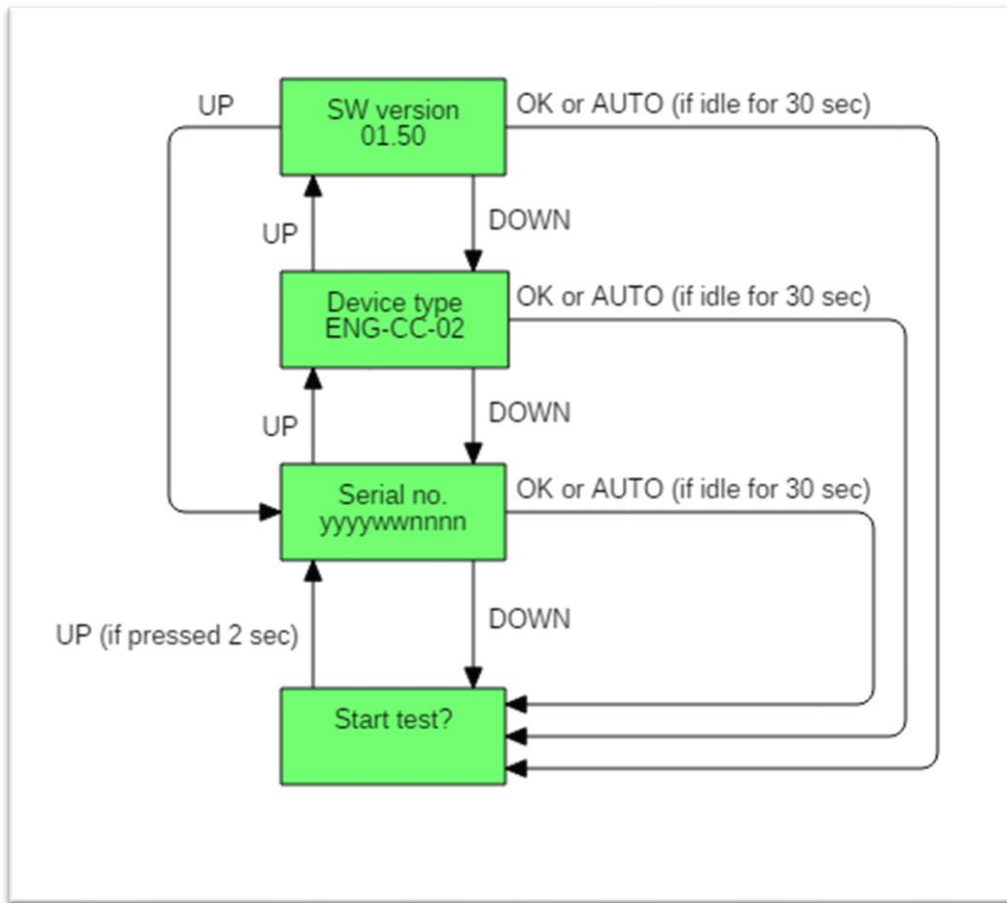 UP
SW version
01.50
OK or AUTO (if idle for 30 sec)
UP
DOWN
Device type
ENG-CC-02
OK or AUTO (if idle for 30 sec)
UP
DOWN
Serial no.
yyyywwnnnn
OK or AUTO (if idle for 30 sec)
UP (if pressed 2 sec)
DOWN
Start test?